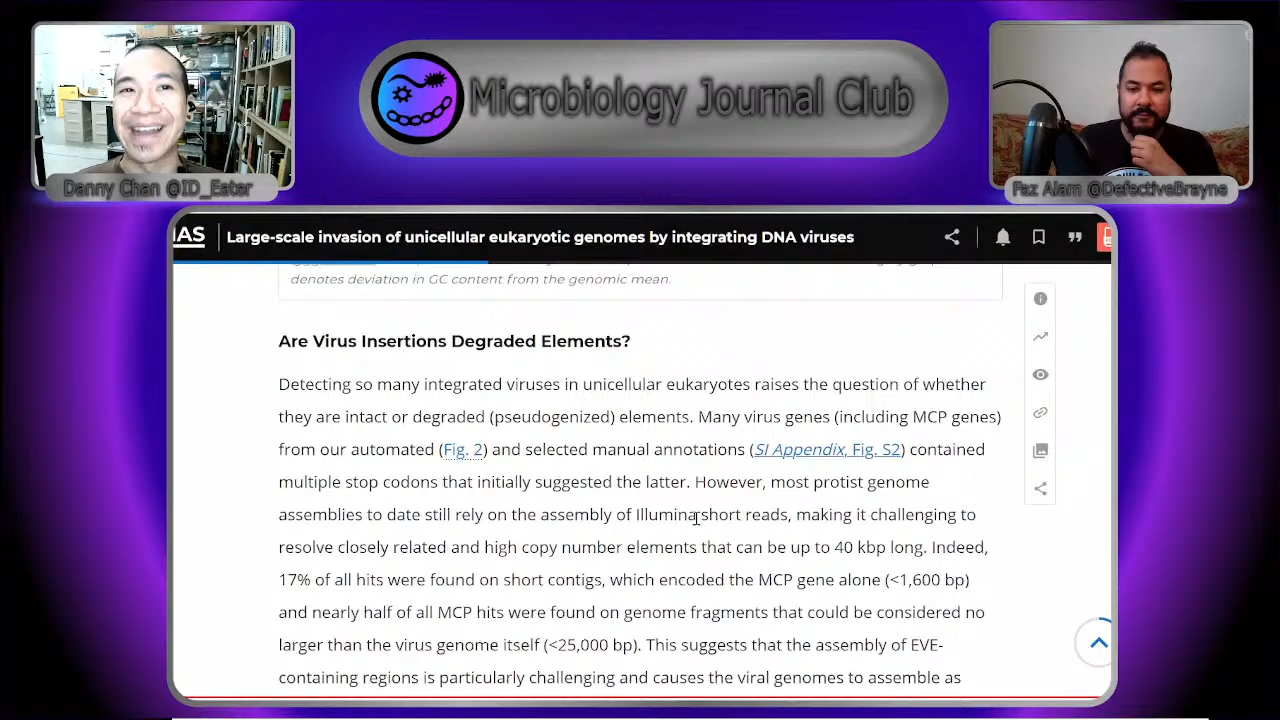 Microbiology Journal Club
Danny Chan @ID_Eater
Faz Alam @DefectiveBrayne
IAS
Large-scale invasion of unicellular eukaryotic genomes by integrating DNA viruses
denotes deviation in GC content from the genomic mean.
Are Virus Insertions Degraded Elements?
Detecting so many integrated viruses in unicellular eukaryotes raises the question of whether
they are intact or degraded (pseudogenized) elements. Many virus genes (including MCP genes)
from our automated (Fig. 2) and selected manual annotations (SI Appendix, Fig. S2) contained
multiple stop codons that initially suggested the latter. However, most protist genome
assemblies to date still rely on the assembly of Illumina short reads, making it challenging to
resolve closely related and high copy number elements that can be up to 40 kbp long. Indeed,
17% of all hits were found on short contigs, which encoded the MCP gene alone (<1,600 bp)
and nearly half of all MCP hits were found on genome fragments that could be considered no
larger than the virus genome itself (<25,000 bp). This suggests that the assembly of EVE-
containing regions is particularly challenging and causes the viral genomes to assemble as